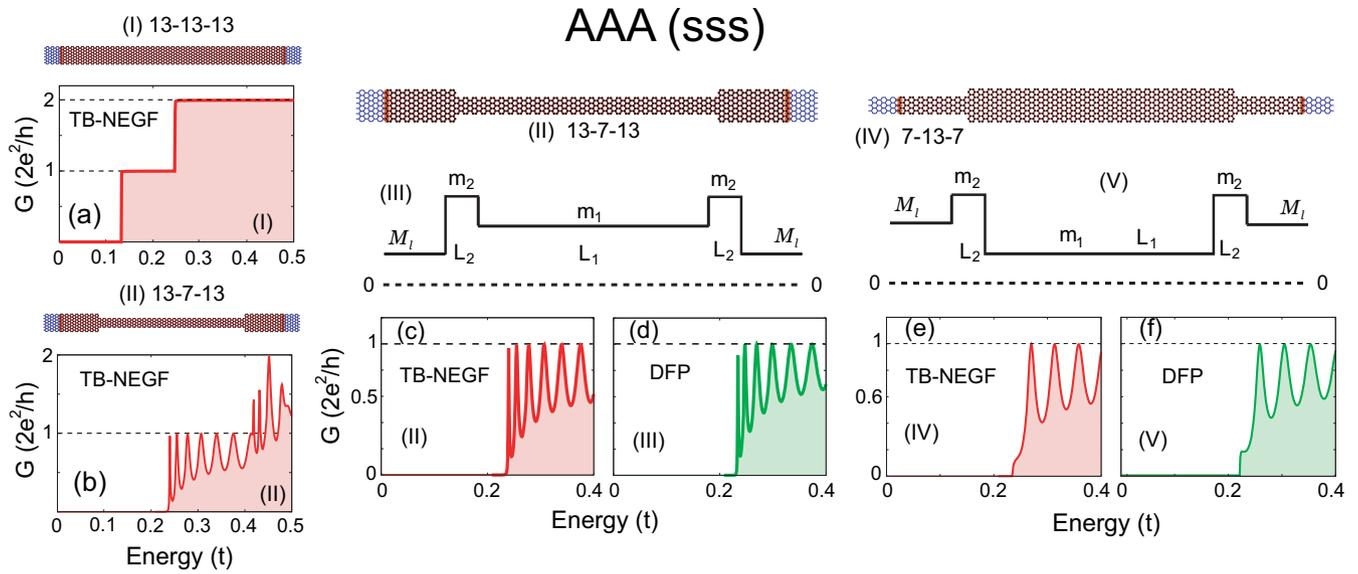 AAA (sss)
(I) 13-13-13
2
TB-NEGF
1
G (2e²/h)
(a)
(I)
0
0 0.1 0.2 0.3 0.4 0.5
(II) 13-7-13
2
TB-NEGF
1
G (2e²/h)
(b)
(II)
0 0.1 0.2 0.3 0.4 0.5
Energy (t)
(II) 13-7-13
(III)
m₂ m₂
m₁
Mₗ Mₗ
L₂ L₁ L₂
0 0
(c) (d)
1
TB-NEGF DFP
0.5
G (2e²/h)
(II) (III)
0
0 0.2 0.4 0 0.2 0.4
Energy (t)
(IV) 7-13-7
(V)
m₂ m₂
Mₗ Mₗ
m₁ L₁
L₂ L₂
0 0
(e) (f)
1
TB-NEGF DFP
0.6
(IV) (V)
0
0 0.2 0.4 0 0.2 0.4
Energy (t)